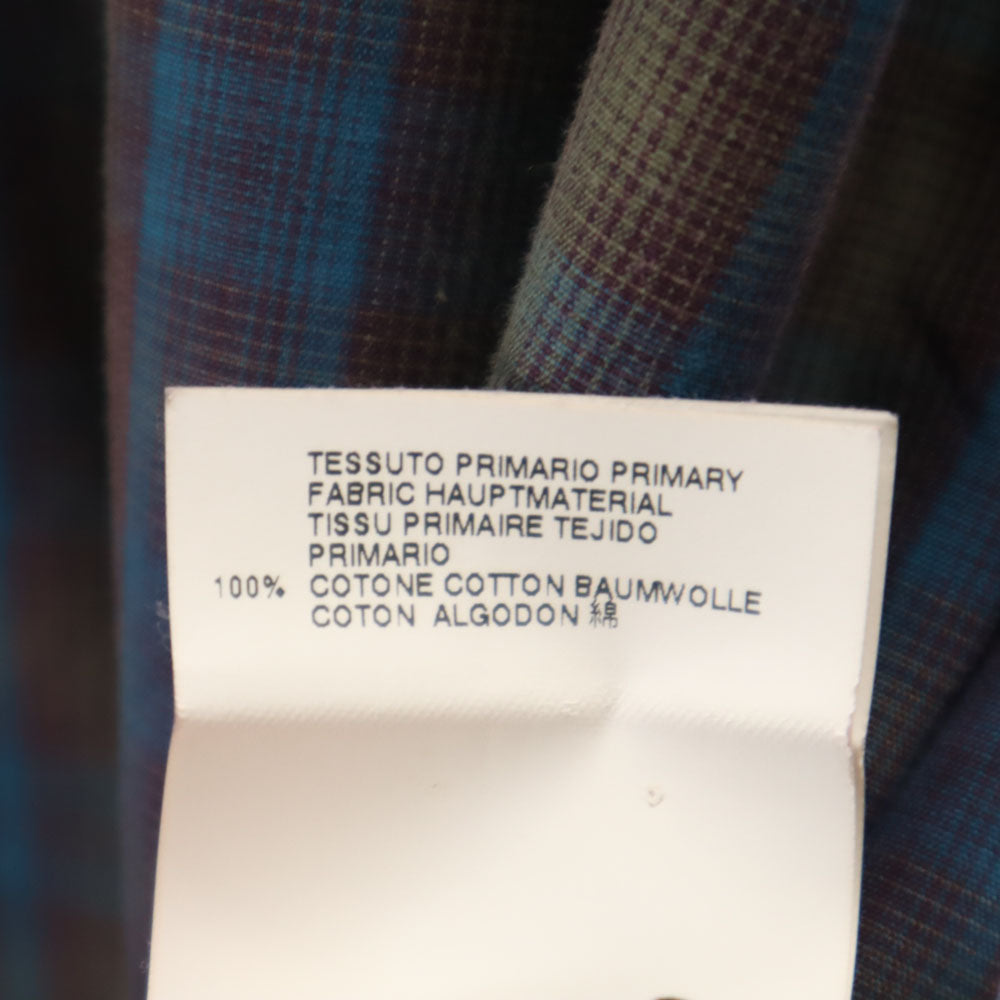 TESSUTO PRIMARIO PRIMARY
FABRIC HAUPTMATERIAL
TISSU PRIMAIRE TEJIDO
PRIMARIO
100% COTONE COTTON BAUMWOLLE
COTON ALGODON 綿